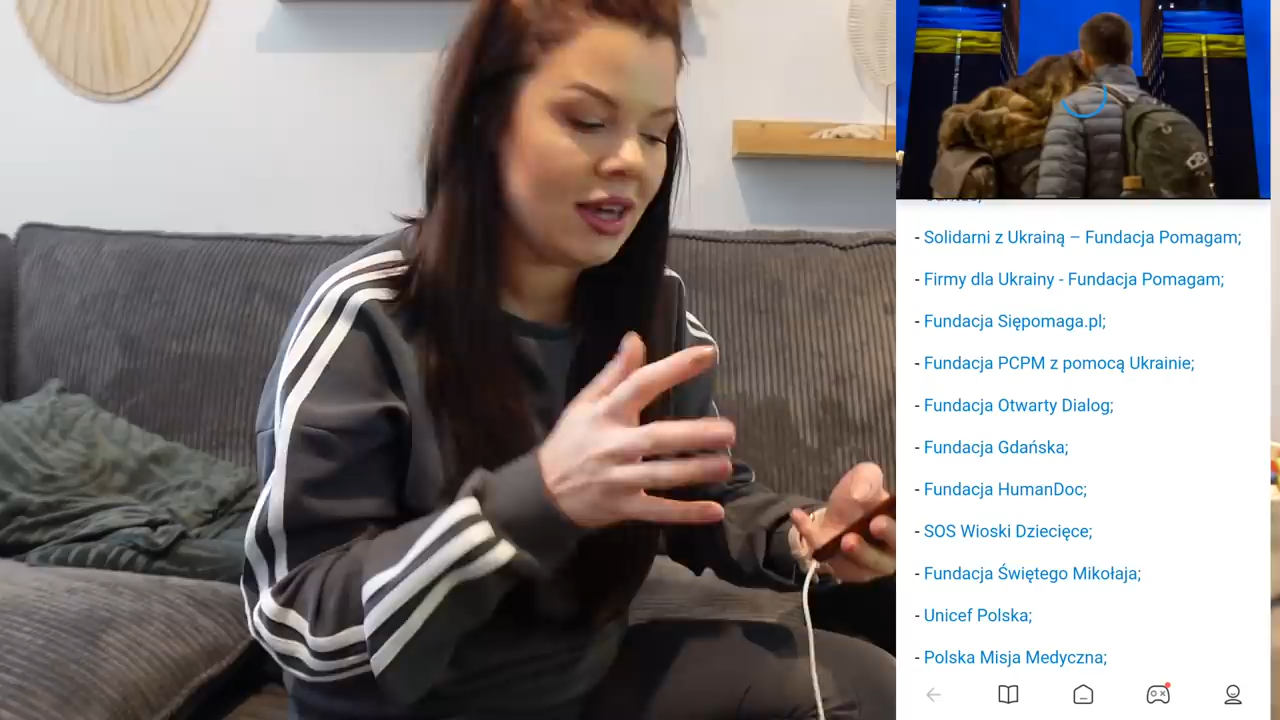 - Solidarni z Ukrainą – Fundacja Pomagam;
- Firmy dla Ukrainy - Fundacja Pomagam;
- Fundacja Siępomaga.pl;
- Fundacja PCPM z pomocą Ukrainie;
- Fundacja Otwarty Dialog;
- Fundacja Gdańska;
- Fundacja HumanDoc;
- SOS Wioski Dziecięce;
- Fundacja Świętego Mikołaja;
- Unicef Polska;
- Polska Misja Medyczna;